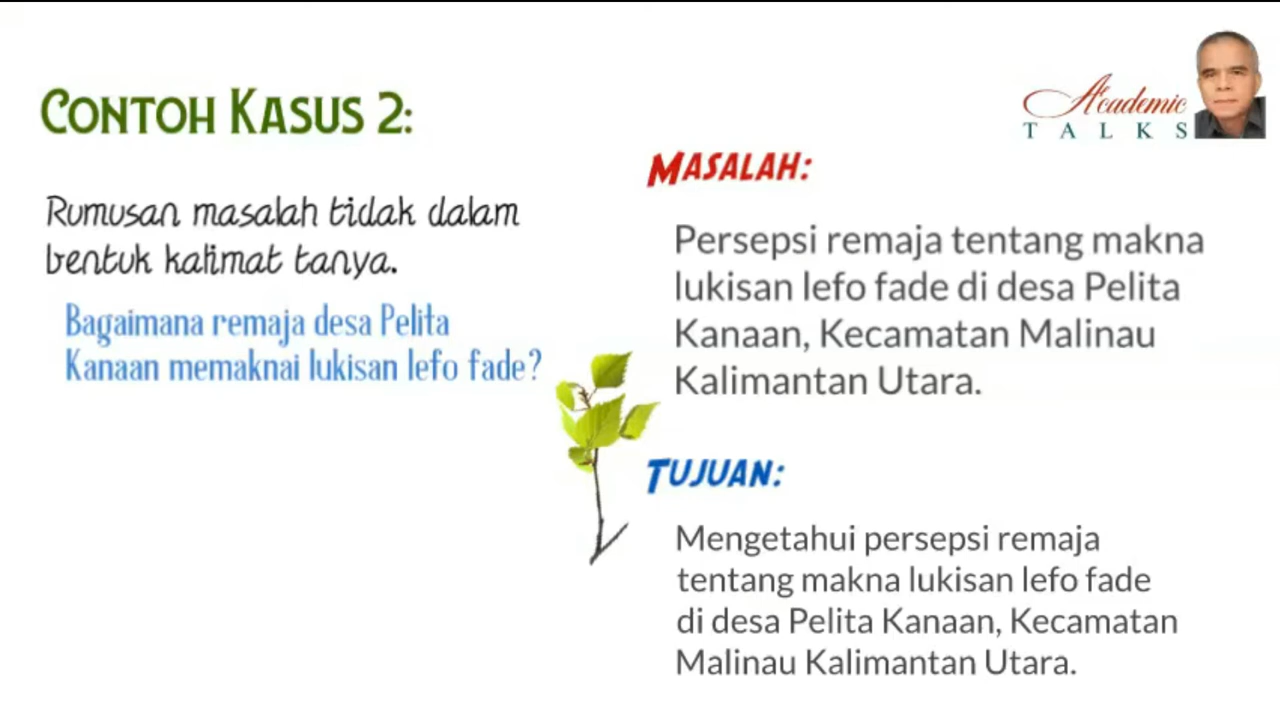 CONTOH KASUS 2:
Rumusan masalah tidak dalam
bentuk kalimat tanya.
Bagaimana remaja desa Pelita
Kanaan memaknai lukisan lefo fade?
Academic
TALKS
MASALAH:
Persepsi remaja tentang makna
lukisan lefo fade di desa Pelita
Kanaan, Kecamatan Malinau
Kalimantan Utara.
TUJUAN:
Mengetahui persepsi remaja
tentang makna lukisan lefo fade
di desa Pelita Kanaan, Kecamatan
Malinau Kalimantan Utara.